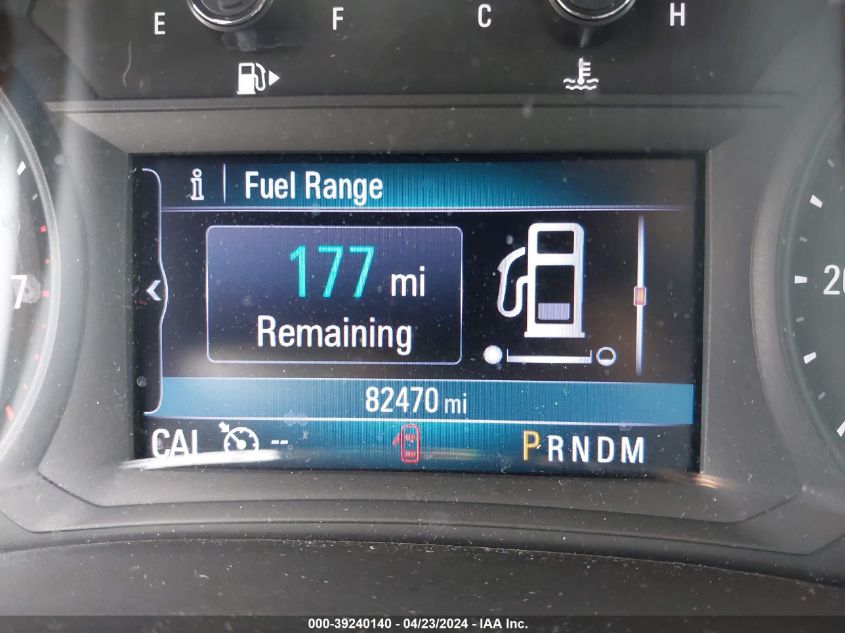 E F C H
i Fuel Range
177 mi
Remaining
82470 mi
CAL -- PRNDM
7
20
000-39240140 - 04/23/2024 - IAA Inc.